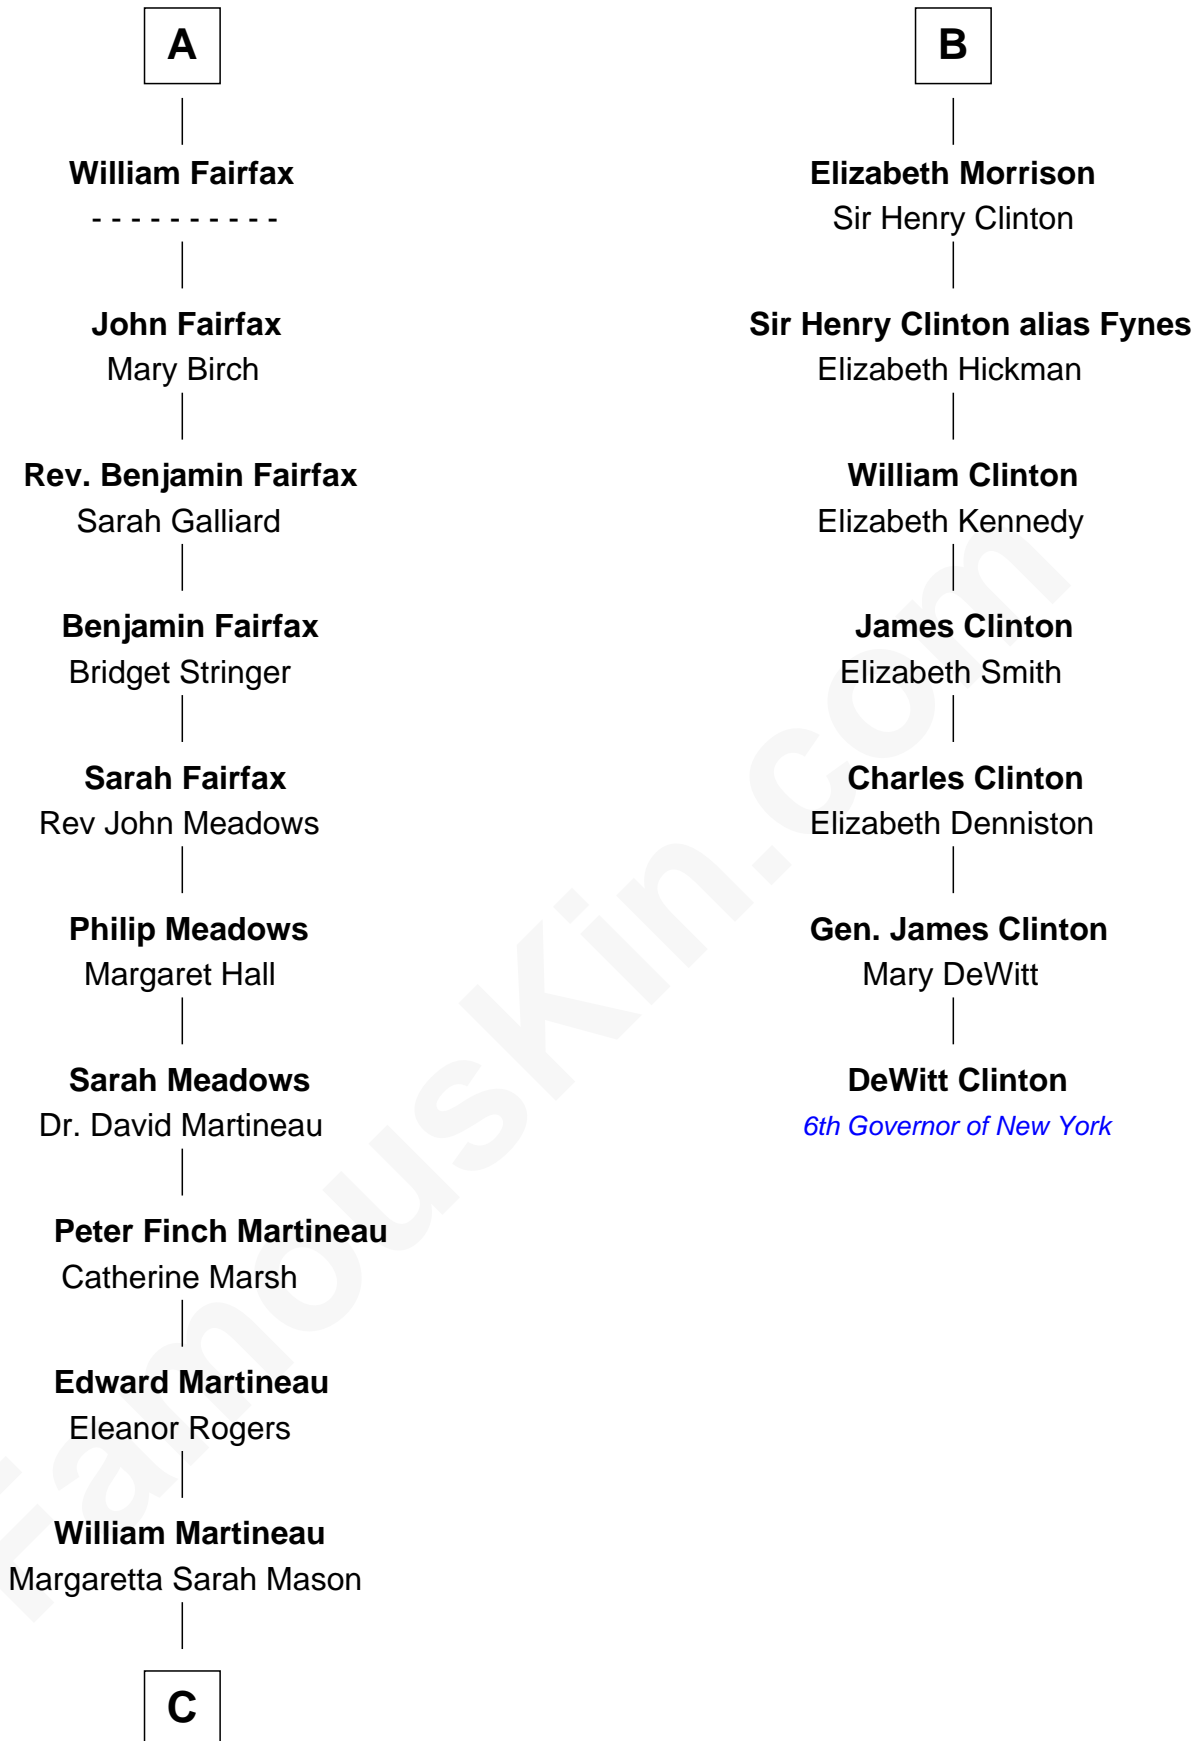 A
William Fairfax
- - - - - - - - - -
John Fairfax
Mary Birch
Rev. Benjamin Fairfax
Sarah Galliard
Benjamin Fairfax
Bridget Stringer
Sarah Fairfax
Rev John Meadows
Philip Meadows
Margaret Hall
Sarah Meadows
Dr. David Martineau
Peter Finch Martineau
Catherine Marsh
Edward Martineau
Eleanor Rogers
William Martineau
Margaretta Sarah Mason
C
B
Elizabeth Morrison
Sir Henry Clinton
Sir Henry Clinton alias Fynes
Elizabeth Hickman
William Clinton
Elizabeth Kennedy
James Clinton
Elizabeth Smith
Charles Clinton
Elizabeth Denniston
Gen. James Clinton
Mary DeWitt
DeWitt Clinton
6th Governor of New York
FamousKin.com